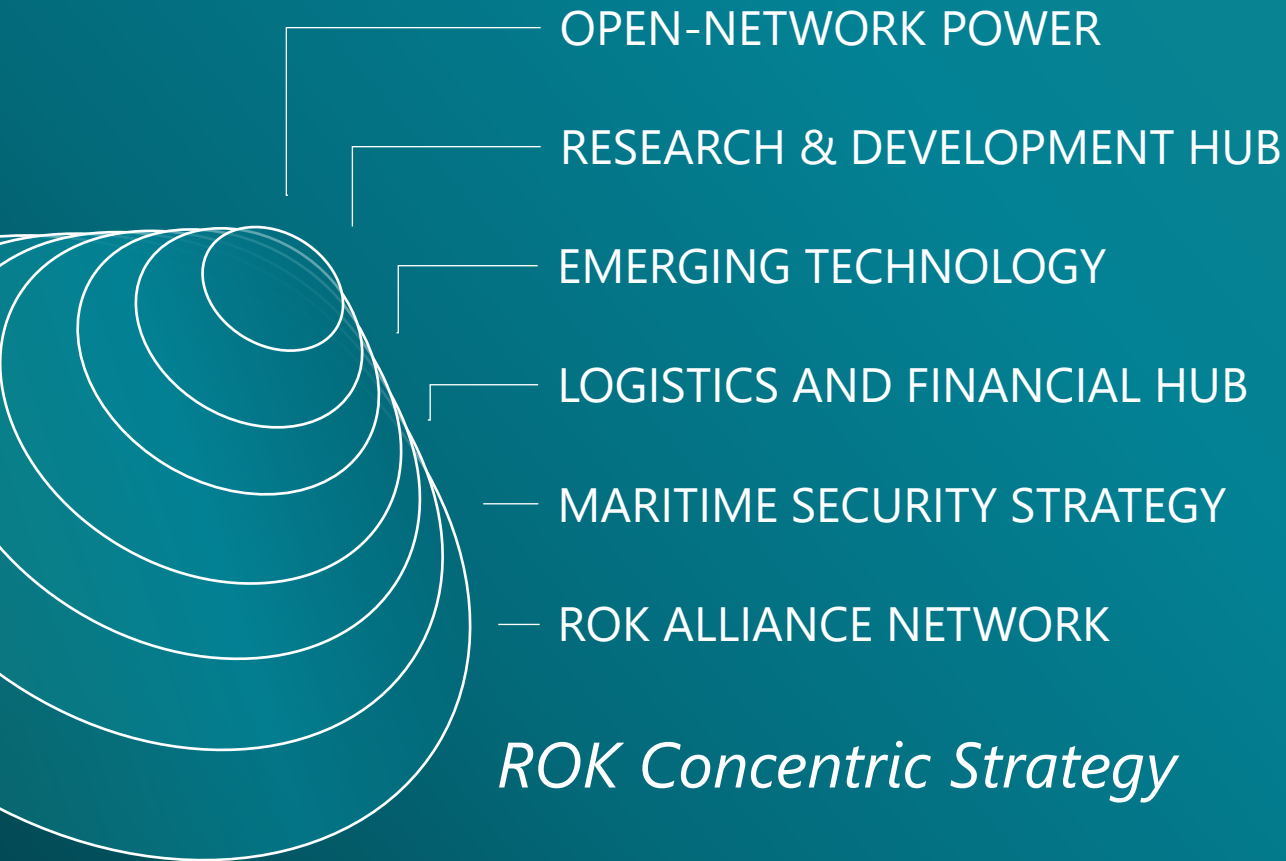 OPEN-NETWORK POWER
RESEARCH & DEVELOPMENT HUB
EMERGING TECHNOLOGY
LOGISTICS AND FINANCIAL HUB
MARITIME SECURITY STRATEGY
ROK ALLIANCE NETWORK
ROK Concentric Strategy